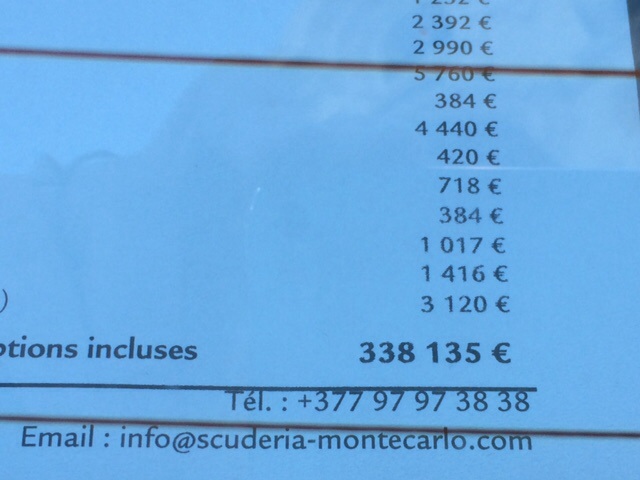 2 392 €
2 990 €
5 760 €
384 €
4 440 €
420 €
718 €
384 €
1 017 €
1 416 €
)
3 120 €
ptions incluses 338 135 €
Tél. : +377 97 97 38 38
Email : info@scuderia-montecarlo.com